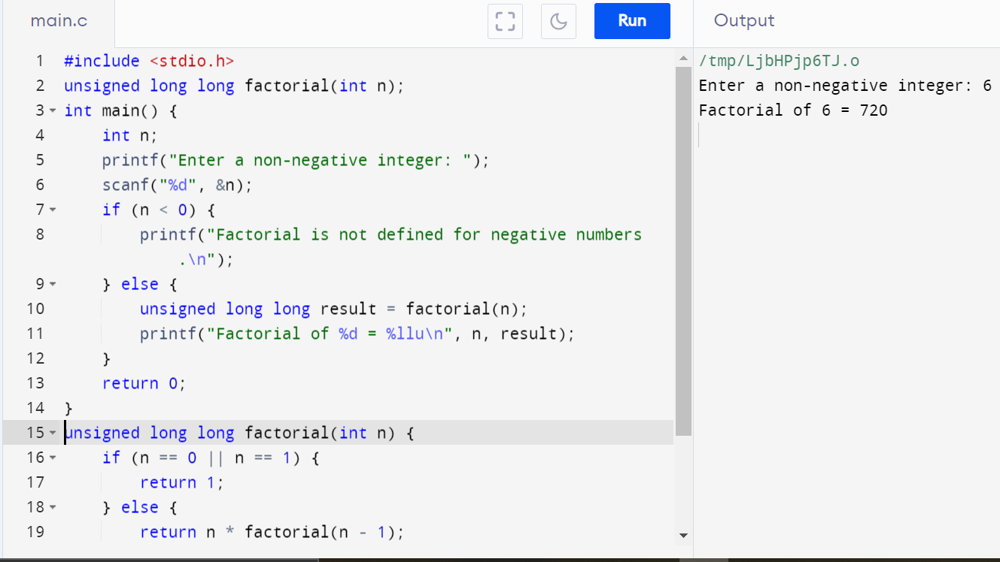 main.c
Run
Output
1 #include <stdio.h>
2 unsigned long long factorial(int n);
3 int main() {
4 int n;
5 printf("Enter a non-negative integer: ");
6 scanf("%d", &n);
7 if (n < 0) {
8 printf("Factorial is not defined for negative numbers
.\n");
9 } else {
10 unsigned long long result = factorial(n);
11 printf("Factorial of %d = %llu\n", n, result);
12 }
13 return 0;
14 }
15 unsigned long long factorial(int n) {
16 if (n == 0 || n == 1) {
17 return 1;
18 } else {
19 return n * factorial(n - 1);
/tmp/LjbHPjp6TJ.o
Enter a non-negative integer: 6
Factorial of 6 = 720